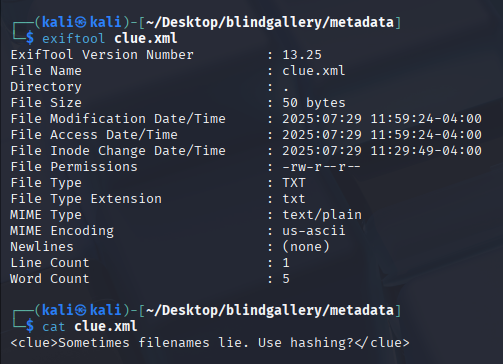 ┌──(kali㉿kali)-[~/Desktop/blindgallery/metadata]
└─$ exiftool clue.xml
ExifTool Version Number         : 13.25
File Name                       : clue.xml
Directory                       : .
File Size                       : 50 bytes
File Modification Date/Time     : 2025:07:29 11:59:24-04:00
File Access Date/Time           : 2025:07:29 11:59:24-04:00
File Inode Change Date/Time     : 2025:07:29 11:29:49-04:00
File Permissions                : -rw-r--r--
File Type                       : TXT
File Type Extension             : txt
MIME Type                       : text/plain
MIME Encoding                   : us-ascii
Newlines                        : (none)
Line Count                      : 1
Word Count                      : 5
┌──(kali㉿kali)-[~/Desktop/blindgallery/metadata]
└─$ cat clue.xml
<clue>Sometimes filenames lie. Use hashing?</clue>